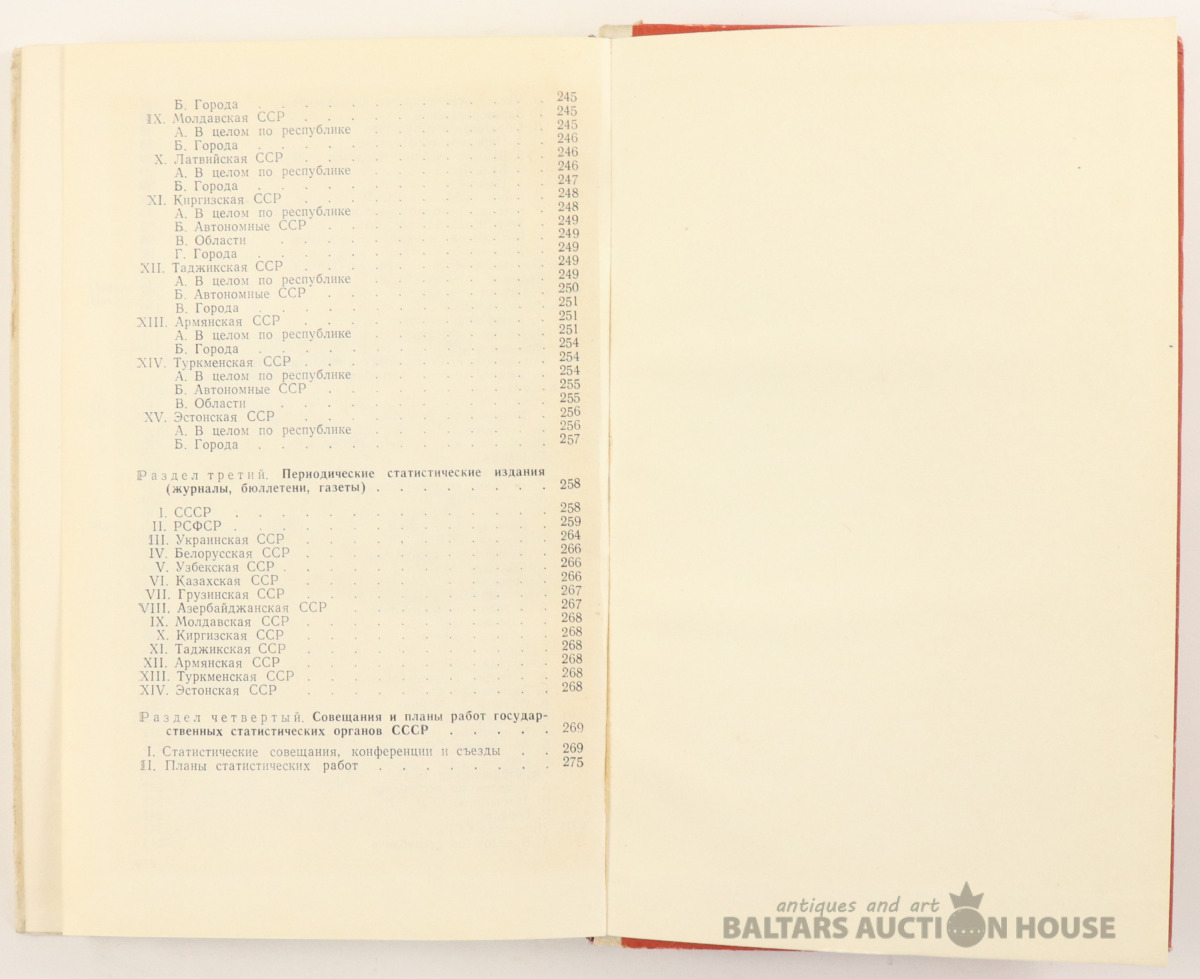 Б. Города . . . . . . . . . . . . . 245
IX. Молдавская ССР . . . . . . . . . . . 245
А. В целом по республике . . . . . . . . 245
Б. Города . . . . . . . . . . . . . 246
X. Латвийская ССР . . . . . . . . . . . 246
А. В целом по республике . . . . . . . . 246
Б. Города . . . . . . . . . . . . . 247
XI. Киргизская ССР . . . . . . . . . . . 248
А. В целом по республике . . . . . . . . 248
Б. Автономные ССР . . . . . . . . . . 249
В. Области . . . . . . . . . . . . 249
Г. Города . . . . . . . . . . . . . 249
XII. Таджикская ССР . . . . . . . . . . . 249
А. В целом по республике . . . . . . . . 249
Б. Автономные ССР . . . . . . . . . . 250
В. Города . . . . . . . . . . . . . 251
XIII. Армянская ССР . . . . . . . . . . . 251
А. В целом по республике . . . . . . . . 251
Б. Города . . . . . . . . . . . . . 254
XIV. Туркменская ССР . . . . . . . . . . . 254
А. В целом по республике . . . . . . . . 254
Б. Автономные ССР . . . . . . . . . . 255
В. Области . . . . . . . . . . . . 255
XV. Эстонская ССР . . . . . . . . . . . 256
А. В целом по республике . . . . . . . . 256
Б. Города . . . . . . . . . . . . . 257
Раздел третий. Периодические статистические издания
(журналы, бюллетени, газеты) . . . . . . . . 258
I. СССР . . . . . . . . . . . . . . 258
II. РСФСР . . . . . . . . . . . . . . 259
III. Украинская ССР . . . . . . . . . . . 264
IV. Белорусская ССР . . . . . . . . . . . 266
V. Узбекская ССР . . . . . . . . . . . . 266
VI. Казахская ССР . . . . . . . . . . . 266
VII. Грузинская ССР . . . . . . . . . . . 267
VIII. Азербайджанская ССР . . . . . . . . . 267
IX. Молдавская ССР . . . . . . . . . . . 268
X. Киргизская ССР . . . . . . . . . . . 268
XI. Таджикская ССР . . . . . . . . . . . 268
XII. Армянская ССР . . . . . . . . . . . 268
XIII. Туркменская ССР . . . . . . . . . . . 268
XIV. Эстонская ССР . . . . . . . . . . . 268
Раздел четвертый. Совещания и планы работ государ-
ственных статистических органов СССР . . . . . 269
I. Статистические совещания, конференции и съезды . . 269
II. Планы статистических работ . . . . . . . . 275
antiques and art
BALTARS AUCTION HOUSE